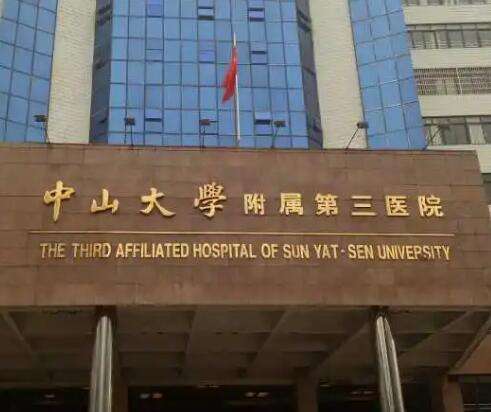 中山大學附属第三医院
THE THIRD AFFILIATED HOSPITAL OF SUN YAT-SEN UNIVERSITY